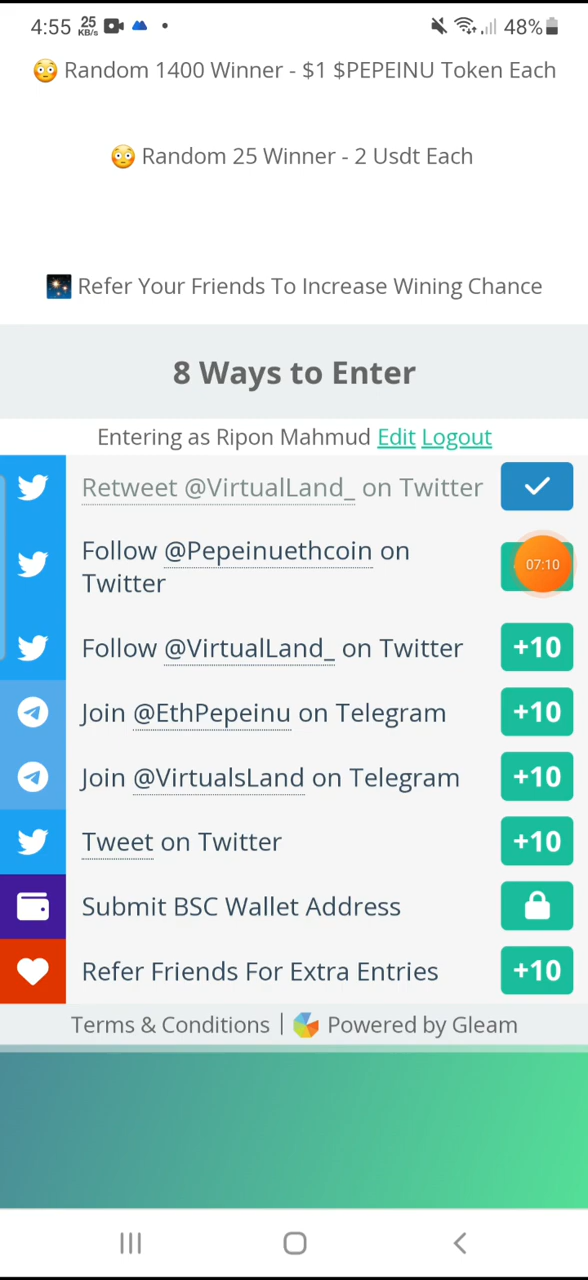 4:55 25 KB/s 48%
Random 1400 Winner - $1 $PEPEINU Token Each
Random 25 Winner - 2 Usdt Each
Refer Your Friends To Increase Wining Chance
8 Ways to Enter
Entering as Ripon Mahmud Edit Logout
Retweet @VirtualLand_ on Twitter
Follow @Pepeinuethcoin on
Twitter
07:10
Follow @VirtualLand_ on Twitter +10
Join @EthPepeinu on Telegram +10
Join @VirtualsLand on Telegram +10
Tweet on Twitter +10
Submit BSC Wallet Address
Refer Friends For Extra Entries +10
Terms & Conditions | Powered by Gleam